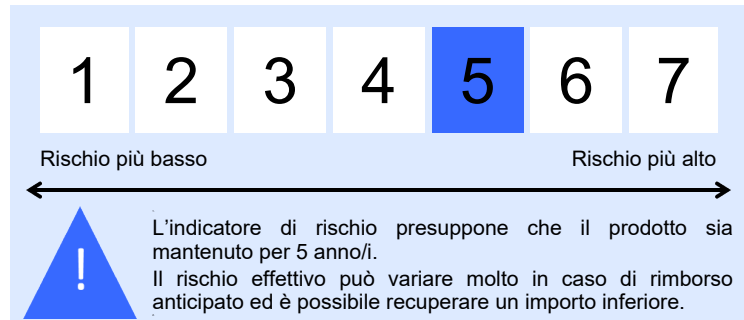 1 2 3 4 5 6 7
Rischio più basso Rischio più alto
L'indicatore di rischio presuppone che il prodotto sia
mantenuto per 5 anno/i.
!
Il rischio effettivo può variare molto in caso di rimborso
anticipato ed è possibile recuperare un importo inferiore.